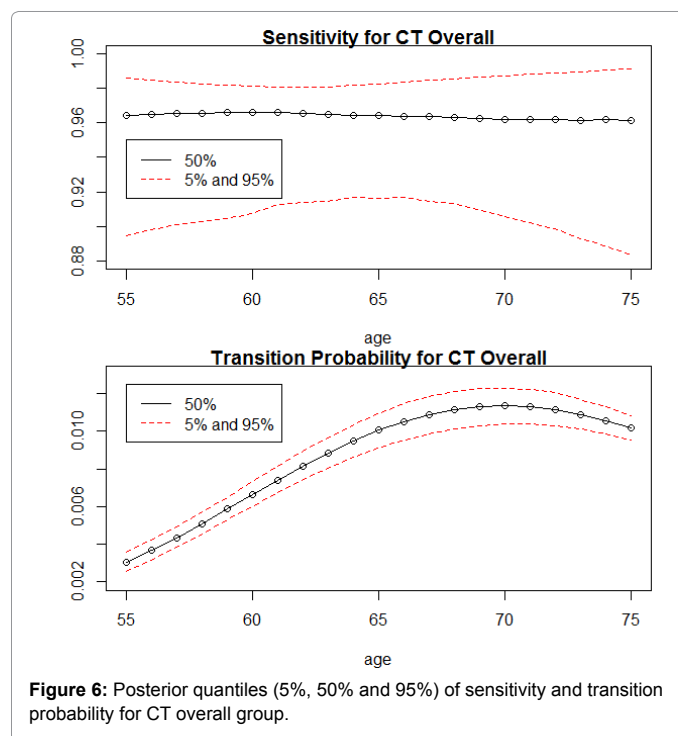 Sensitivity for CT Overall
1.00
0.96
0.92
0.88
50%
5% and 95%
55 60 65 70 75
age
Transition Probability for CT Overall
0.010
0.006
0.002
50%
5% and 95%
55 60 65 70 75
age
Figure 6: Posterior quantiles (5%, 50% and 95%) of sensitivity and transition
probability for CT overall group.